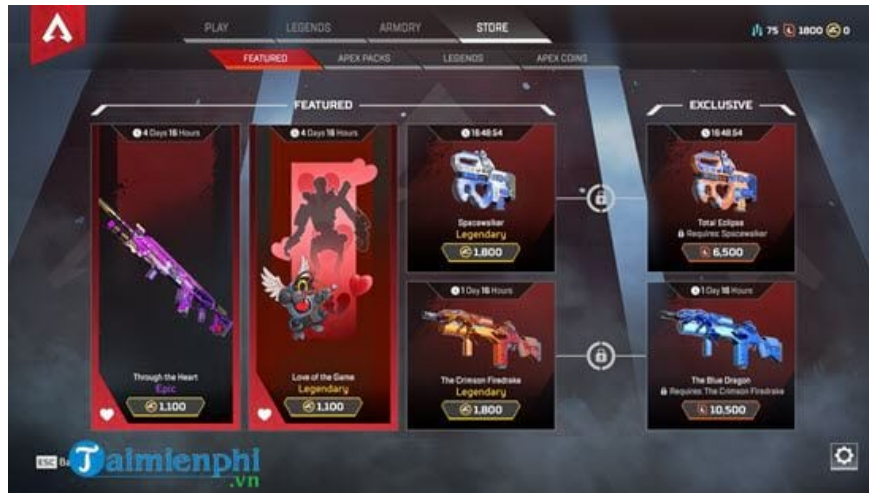 PLAY LEGENDS ARMORY STORE
75 1800 0
FEATURED APEX PACKS LEGENDS APEX COINS
FEATURED
EXCLUSIVE
4 Days 16 Hours
Through the Heart
Epic
1,100
4 Days 16 Hours
Love of the Game
Legendary
1,100
16:48:54
Spacewalker
Legendary
1,800
16:48:54
Total Eclipse
Requires: Spacewalker
6,500
1 Day 16 Hours
The Crimson Firedrake
Legendary
1,800
1 Day 16 Hours
The Blue Dragon
Requires: The Crimson Firedrake
10,500
ESC Ba
Taimienphi
.vn